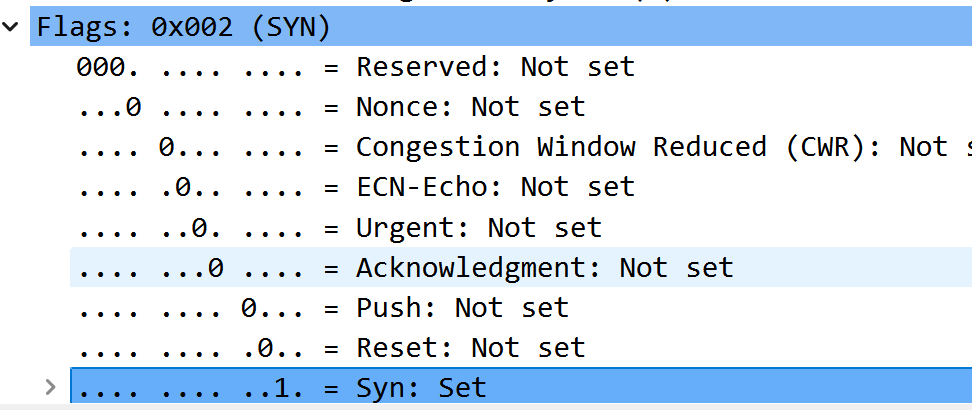 Flags: 0x002 (SYN)
000. .... .... = Reserved: Not set
...0 .... .... = Nonce: Not set
.... 0... .... = Congestion Window Reduced (CWR): Not
.... .0.. .... = ECN-Echo: Not set
.... ..0. .... = Urgent: Not set
.... ...0 .... = Acknowledgment: Not set
.... .... 0... = Push: Not set
.... .... .0.. = Reset: Not set
.... .... ..1. = Syn: Set